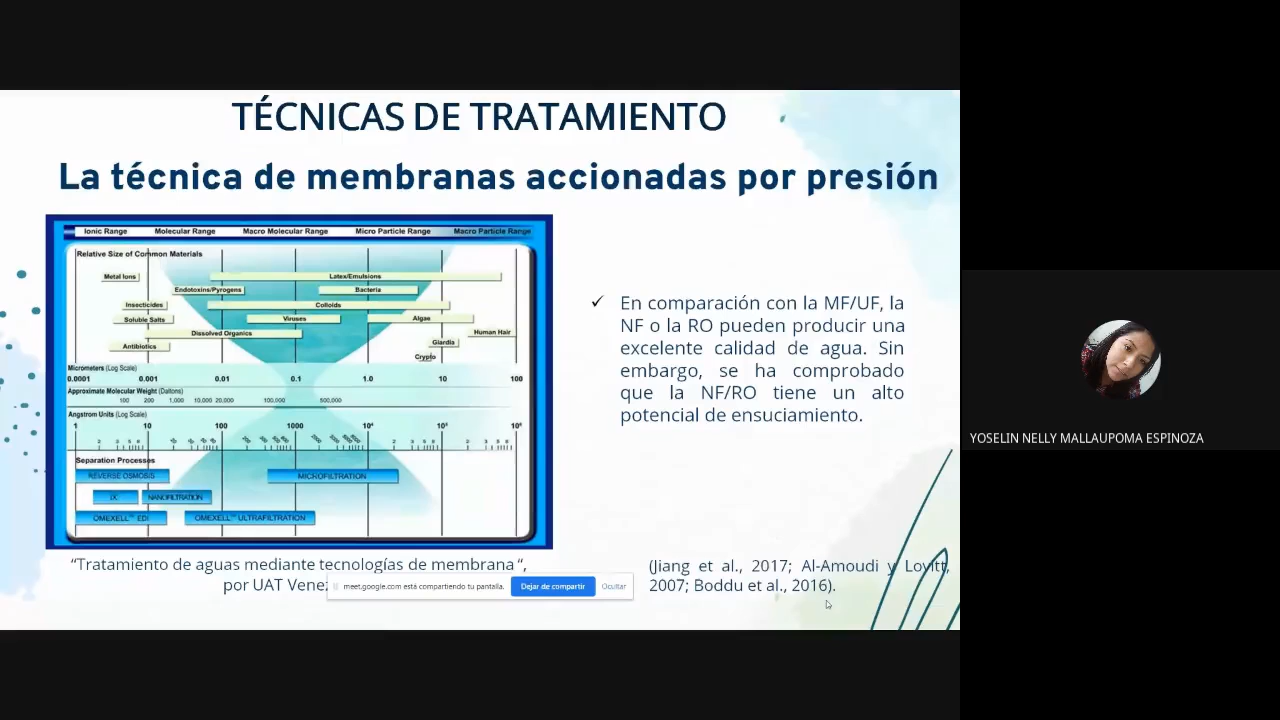 TÉCNICAS DE TRATAMIENTO
La técnica de membranas accionadas por presión
Ionic Range Molecular Range Macro Molecular Range Micro Particle Range Macro Particle Range
Relative Size of Common Materials
Metal Ions Latex/Emulsions
Endotoxins/Pyrogens Bacteria
Insecticides Colloids
Soluble Salts Viruses Algae
Dissolved Organics Human Hair
Antibiotics Giardia
Crypto
Micrometers (Log Scale)
0.0001 0.001 0.01 0.1 1.0 10 100
Approximate Molecular Weight (Daltons)
100 200 1,000 10,000 20,000 100,000 500,000
Angstrom Units (Log Scale)
1 10 100 1000 10⁴ 10⁵ 10⁶
Separation Processes
REVERSE OSMOSIS MICROFILTRATION
IX NANOFILTRATION
OMEXELL™ EDI OMEXELL™ ULTRAFILTRATION
✓ En comparación con la MF/UF, la
NF o la RO pueden producir una
excelente calidad de agua. Sin
embargo, se ha comprobado
que la NF/RO tiene un alto
potencial de ensuciamiento.
“Tratamiento de aguas mediante tecnologías de membrana “,
por UAT
(Jiang et al., 2017; Al-Amoudi y Lovitt,
2007; Boddu et al., 2016).
meet.google.com está compartiendo tu pantalla. Dejar de compartir Ocultar
YOSELIN NELLY MALLAUPOMA ESPINOZA